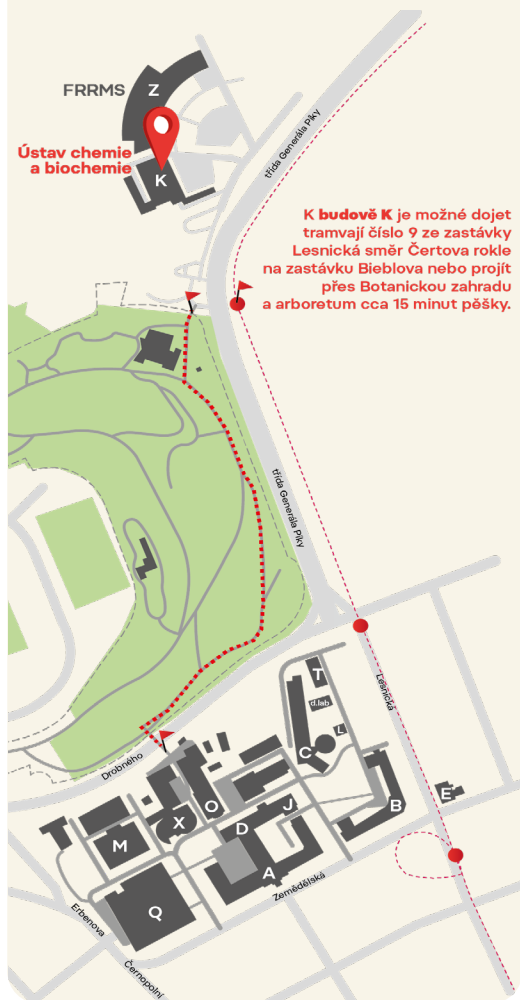 FRRMS
Z
Ústav chemie
a biochemie
K
třída Generála Píky
K budově K je možné dojet
tramvají číslo 9 ze zastávky
Lesnická směr Čertova rokle
na zastávku Bieblova nebo projít
přes Botanickou zahradu
a arboretum cca 15 minut pěšky.
třída Generála Píky
T
d.lab
Lesnická
L
C
Drobného
E
B
O
J
X
D
M
A
Zemědělská
Q
Erbenova
Černopolní